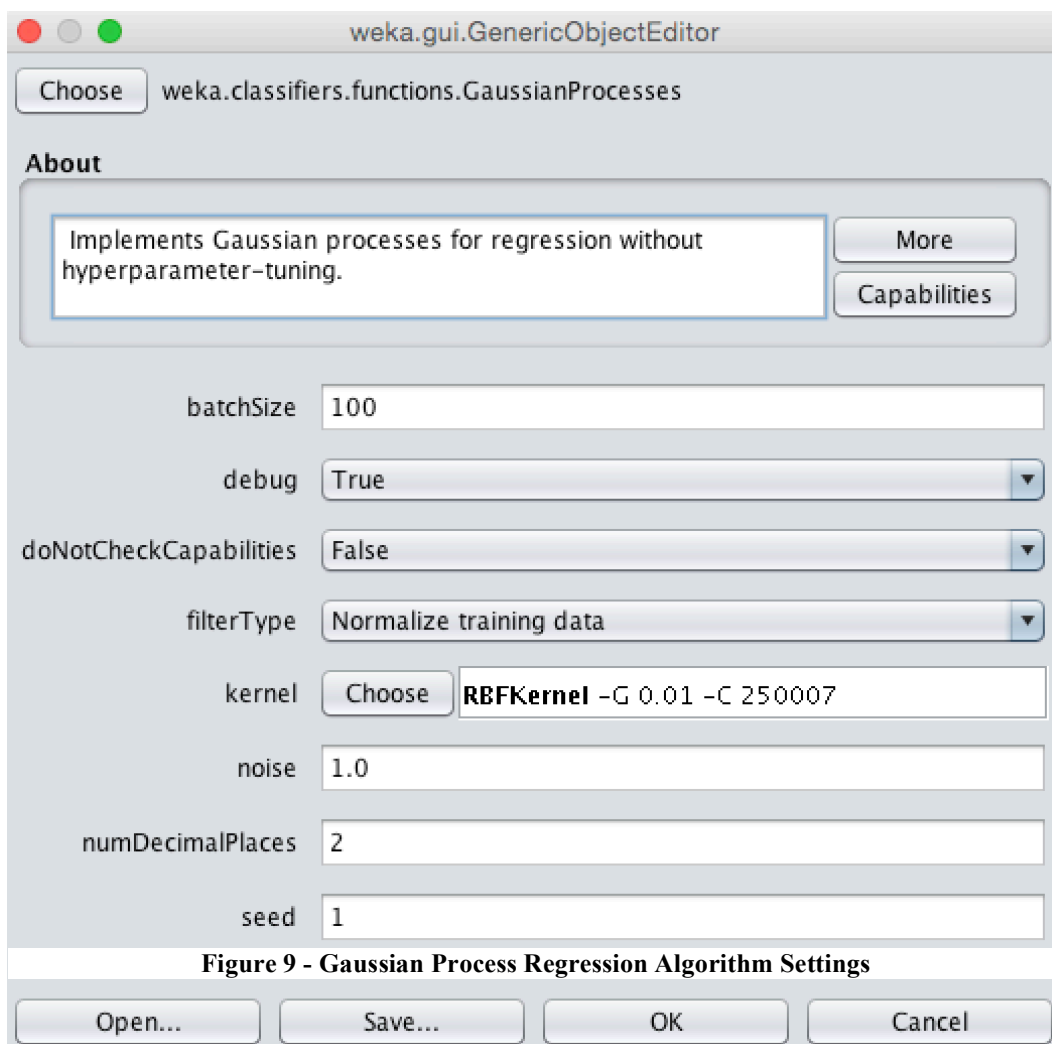 weka.gui.GenericObjectEditor
Choose weka.classifiers.functions.GaussianProcesses
About
Implements Gaussian processes for regression without
hyperparameter-tuning.
More
Capabilities
batchSize 100
debug True
doNotCheckCapabilities False
filterType Normalize training data
kernel Choose RBFKernel -G 0.01 -C 250007
noise 1.0
numDecimalPlaces 2
seed 1
Figure 9 - Gaussian Process Regression Algorithm Settings
Open... Save... OK Cancel